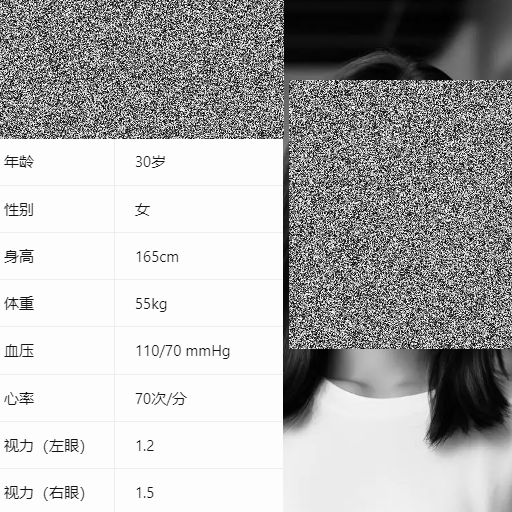 年龄 30岁
性别 女
身高 165cm
体重 55kg
血压 110/70 mmHg
心率 70次/分
视力（左眼） 1.2
视力（右眼） 1.5